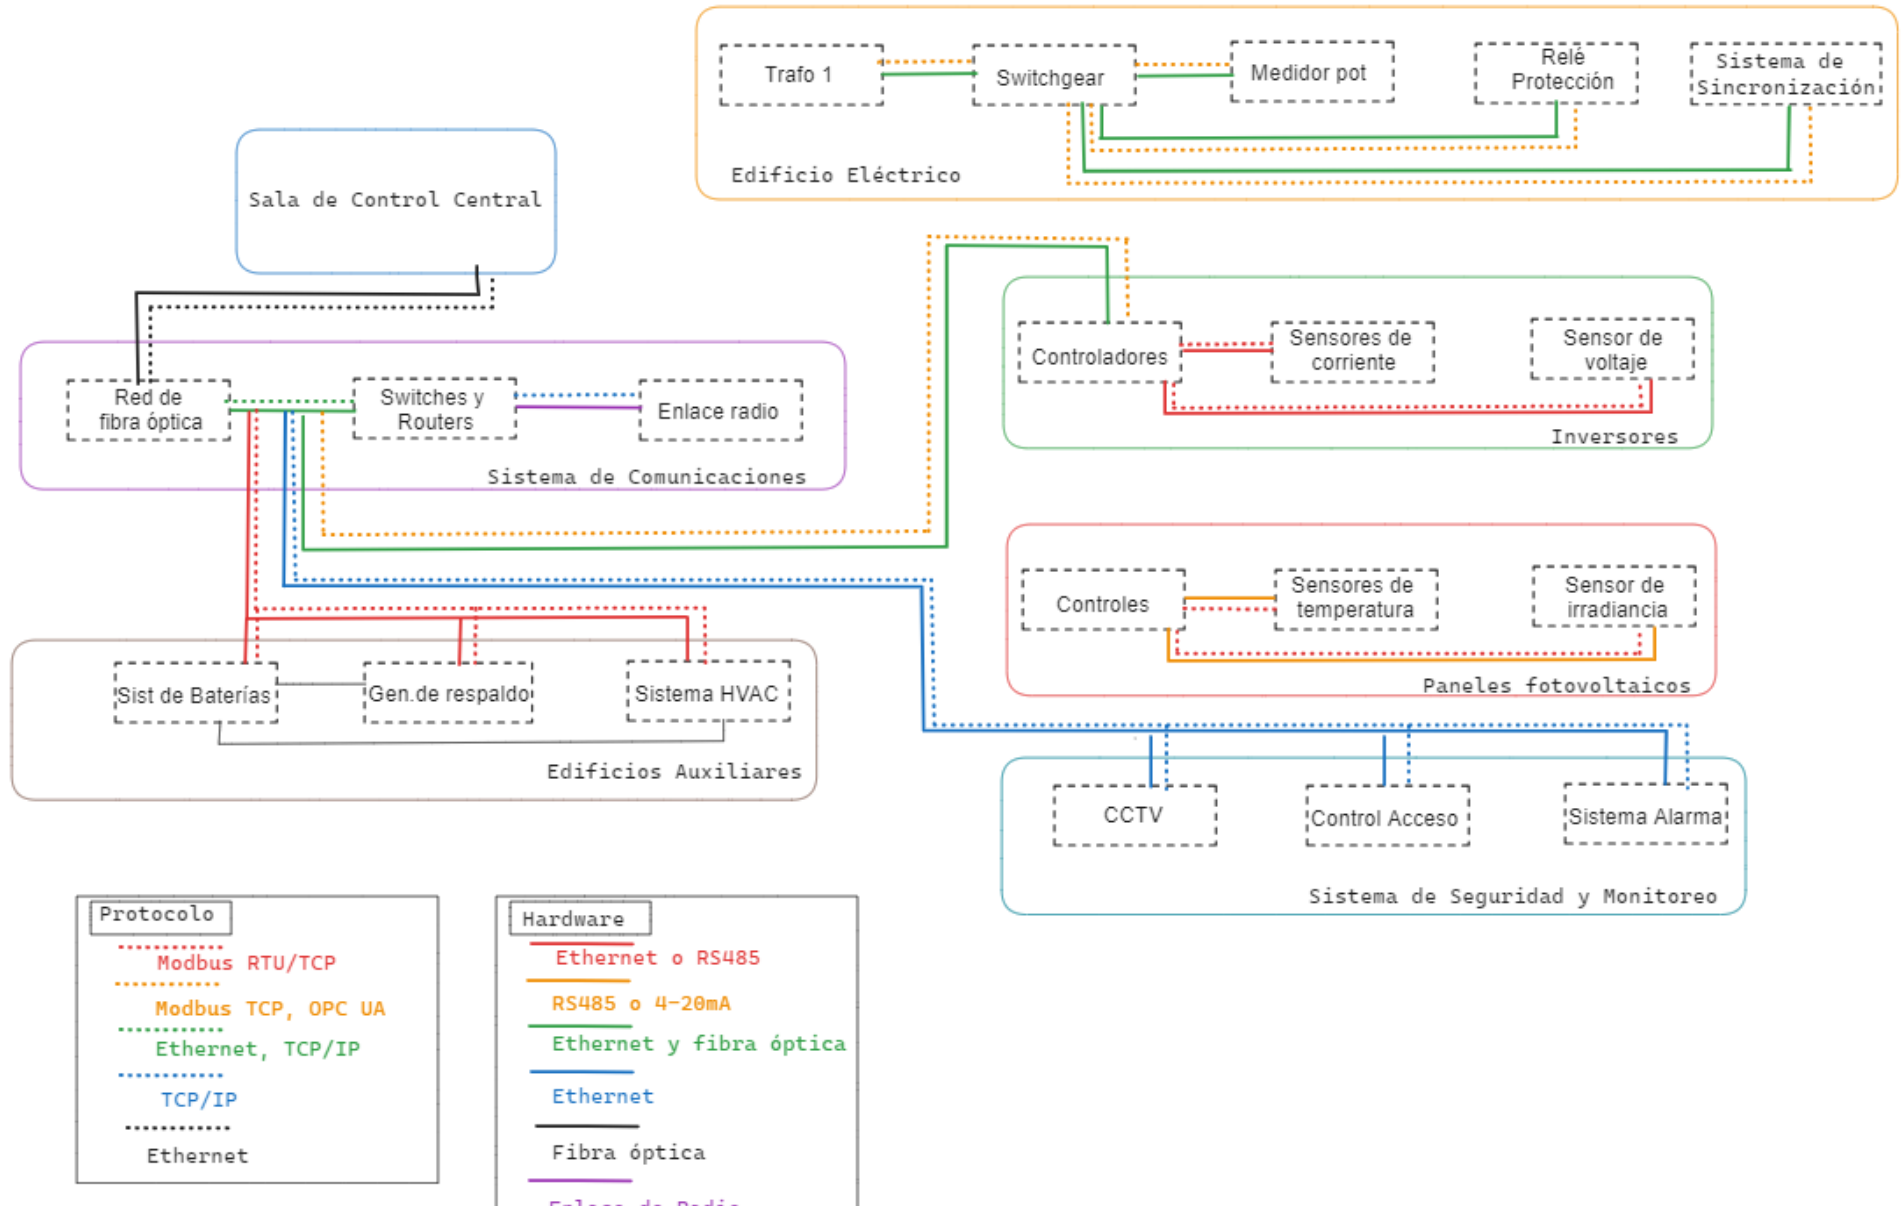 Trafo 1
Switchgear
Medidor pot
Relé
Protección
Sistema de
Sincronización
Edificio Eléctrico
Sala de Control Central
Red de
fibra óptica
Switches y
Routers
Enlace radio
Sistema de Comunicaciones
Controladores
Sensores de
corriente
Sensor de
voltaje
Inversores
Controles
Sensores de
temperatura
Sensor de
irradiancia
Paneles fotovoltaicos
Sist de Baterías
Gen.de respaldo
Sistema HVAC
Edificios Auxiliares
CCTV
Control Acceso
Sistema Alarma
Sistema de Seguridad y Monitoreo
Protocolo
Modbus RTU/TCP
Modbus TCP, OPC UA
Ethernet, TCP/IP
TCP/IP
Ethernet
Hardware
Ethernet o RS485
RS485 o 4-20mA
Ethernet y fibra óptica
Ethernet
Fibra óptica
Enlace de Radio